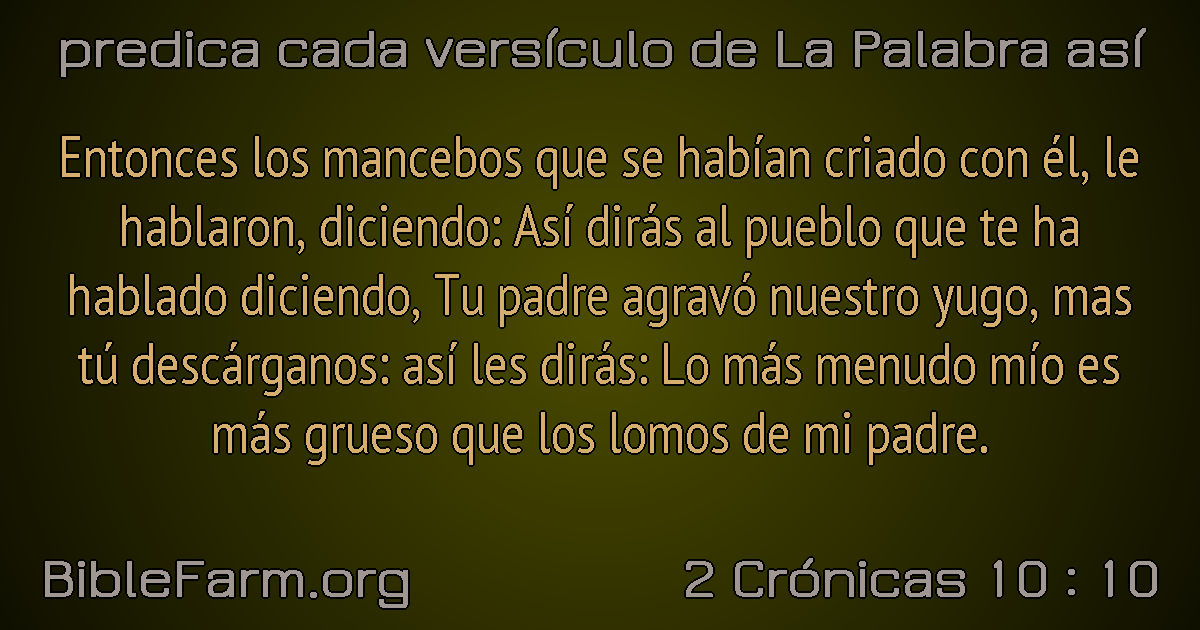 predica cada versículo de La Palabra así
Entonces los mancebos que se habían criado con él, le
hablaron, diciendo: Así dirás al pueblo que te ha
hablado diciendo, Tu padre agravó nuestro yugo, mas
tú descárganos: así les dirás: Lo más menudo mío es
más grueso que los lomos de mi padre.
BibleFarm.org
2 Crónicas 10 : 10